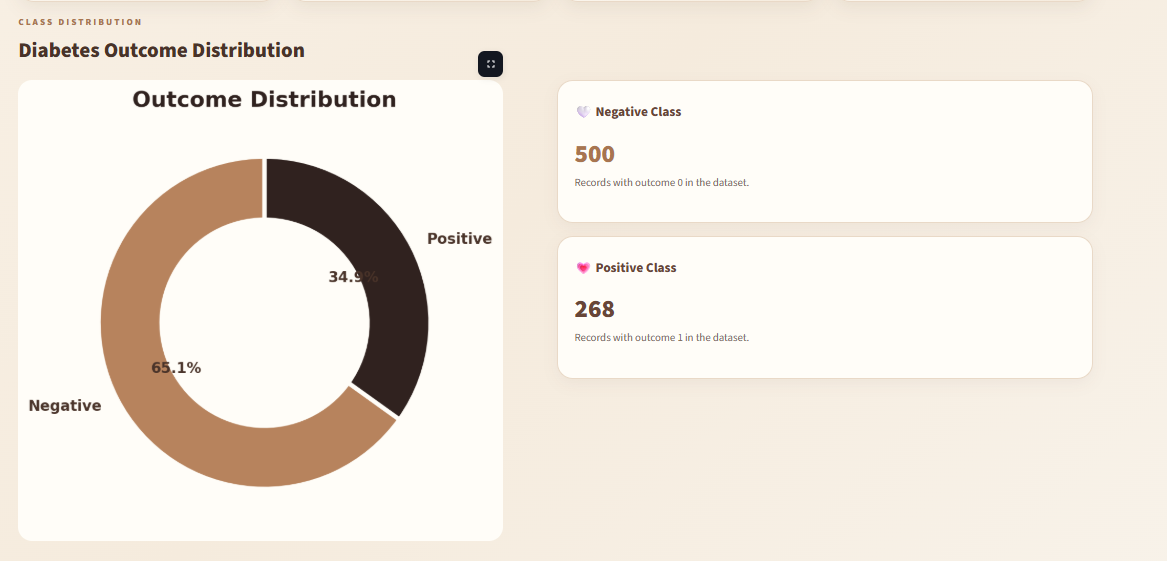 CLASS DISTRIBUTION
Diabetes Outcome Distribution
Outcome Distribution
Positive
34.9%
65.1%
Negative
Negative Class
500
Records with outcome 0 in the dataset.
Positive Class
268
Records with outcome 1 in the dataset.